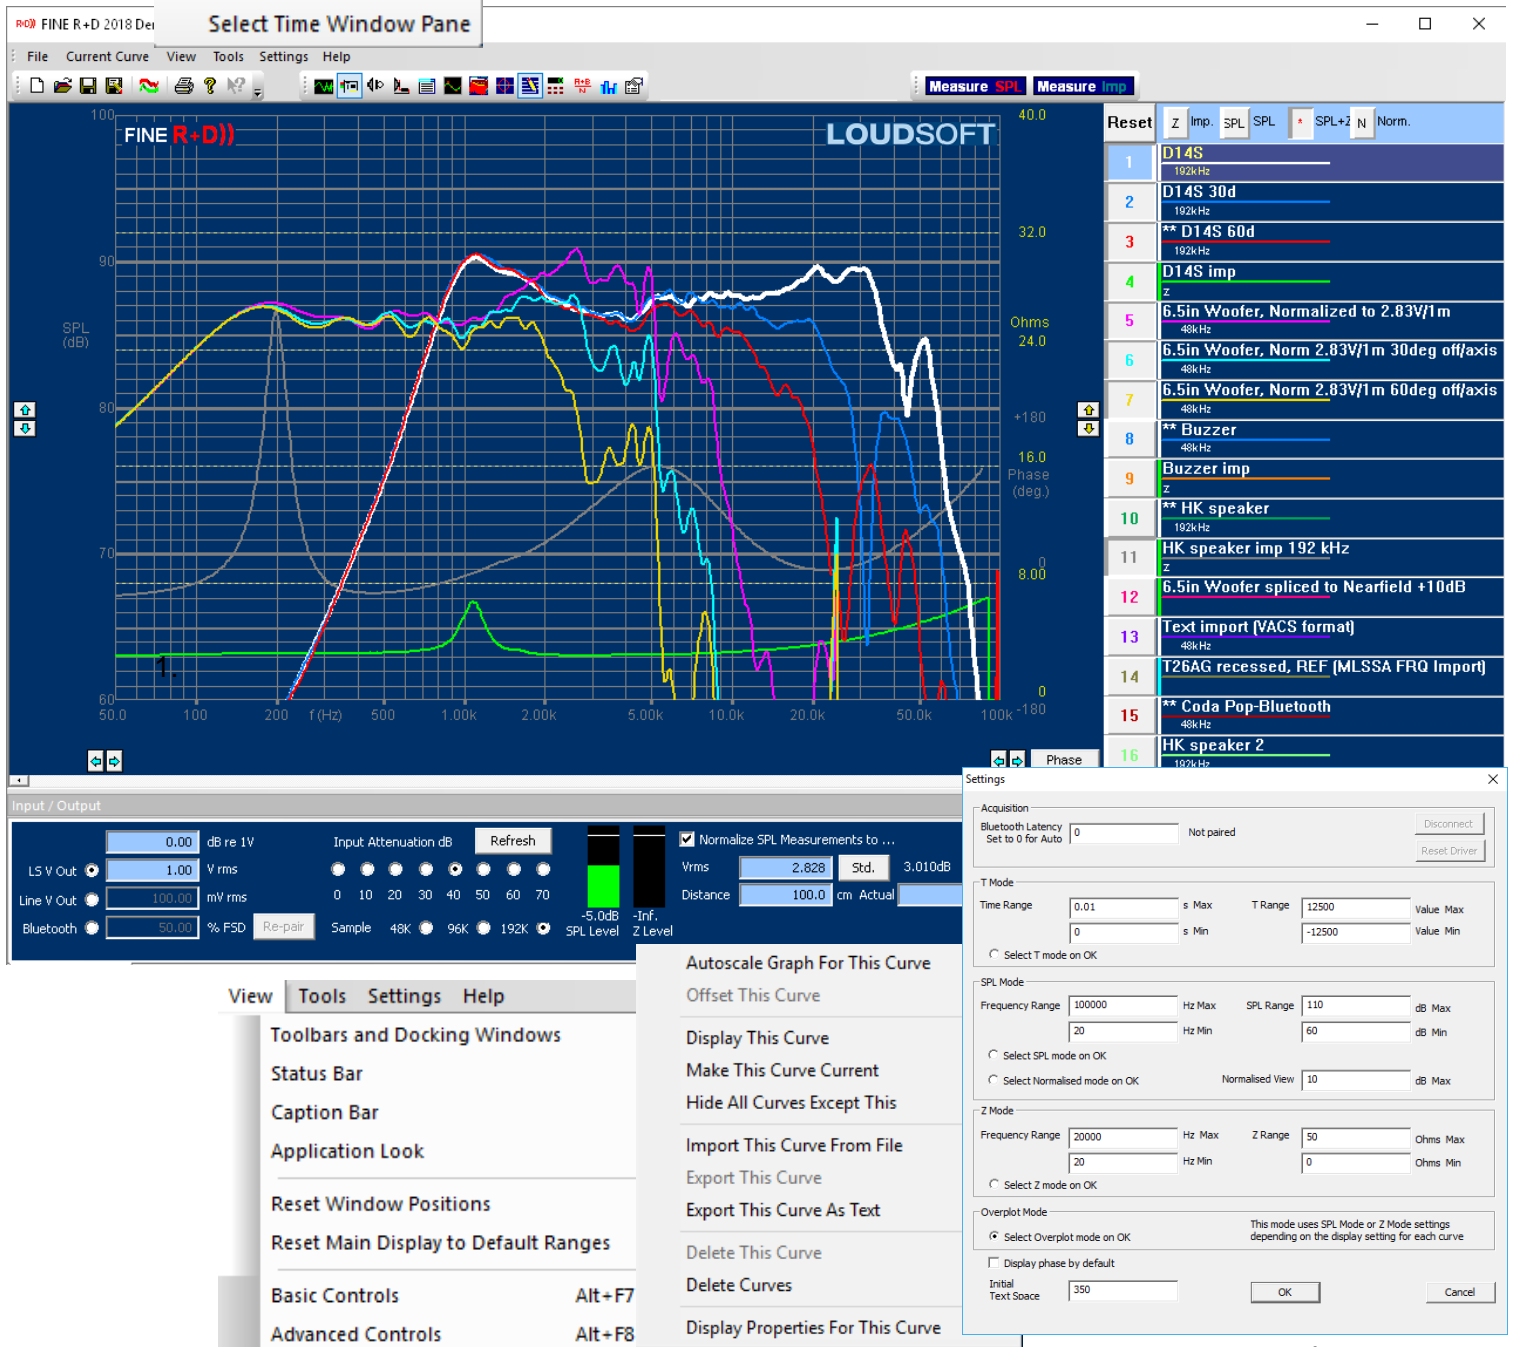 R+D)) FINE R+D 2018 Der
Select Time Window Pane
File Current Curve View Tools Settings Help
Measure SPL Measure Imp
FINE R+D))
LOUDSOFT
100
90
80
70
60
SPL
(dB)
50.0 100 200 f (Hz) 500 1.00k 2.00k 5.00k 10.0k 20.0k 50.0k 100k
40.0
32.0
Ohms
24.0
+180
16.0
Phase
(deg.)
0
8.00
0
-180
1.
Phase
Reset Z Imp. SPL SPL * SPL+Z N Norm.
1 D14S
192kHz
2 D14S 30d
192kHz
3 ** D14S 60d
192kHz
4 D14S imp
Z
5 6.5in Woofer, Normalized to 2.83V/1m
48kHz
6 6.5in Woofer, Norm 2.83V/1m 30deg off/axis
48kHz
7 6.5in Woofer, Norm 2.83V/1m 60deg off/axis
48kHz
8 ** Buzzer
48kHz
9 Buzzer imp
Z
10 ** HK speaker
192kHz
11 HK speaker imp 192 kHz
Z
12 6.5in Woofer spliced to Nearfield +10dB
13 Text import (VACS format)
48kHz
14 T26AG recessed, REF (MLSSA FRQ Import)
15 ** Coda Pop-Bluetooth
48kHz
16 HK speaker 2
192kHz
Input / Output
0.00 dB re 1V
LS V Out 1.00 V rms
Line V Out 100.00 mV rms
Bluetooth 50.00 % FSD Re-pair
Input Attenuation dB Refresh
0 10 20 30 40 50 60 70
Sample 48K 96K 192K
-5.0dB -Inf.
SPL Level Z Level
Normalize SPL Measurements to ...
Vrms 2.828 Std. 3.010dB
Distance 100.0 cm Actual
View Tools Settings Help
Toolbars and Docking Windows
Status Bar
Caption Bar
Application Look
Reset Window Positions
Reset Main Display to Default Ranges
Basic Controls Alt+F7
Advanced Controls Alt+F8
Autoscale Graph For This Curve
Offset This Curve
Display This Curve
Make This Curve Current
Hide All Curves Except This
Import This Curve From File
Export This Curve
Export This Curve As Text
Delete This Curve
Delete Curves
Display Properties For This Curve
Settings
Acquisition
Bluetooth Latency
Set to 0 for Auto 0 Not paired
Disconnect
Reset Driver
T Mode
Time Range 0.01 s Max T Range 12500 Value Max
0 s Min -12500 Value Min
Select T mode on OK
SPL Mode
Frequency Range 100000 Hz Max SPL Range 110 dB Max
20 Hz Min 60 dB Min
Select SPL mode on OK
Select Normalised mode on OK Normalised View 10 dB Max
Z Mode
Frequency Range 20000 Hz Max Z Range 50 Ohms Max
20 Hz Min 0 Ohms Min
Select Z mode on OK
Overplot Mode
Select Overplot mode on OK
This mode uses SPL Mode or Z Mode settings
depending on the display setting for each curve
Display phase by default
Initial
Text Space 350
OK Cancel